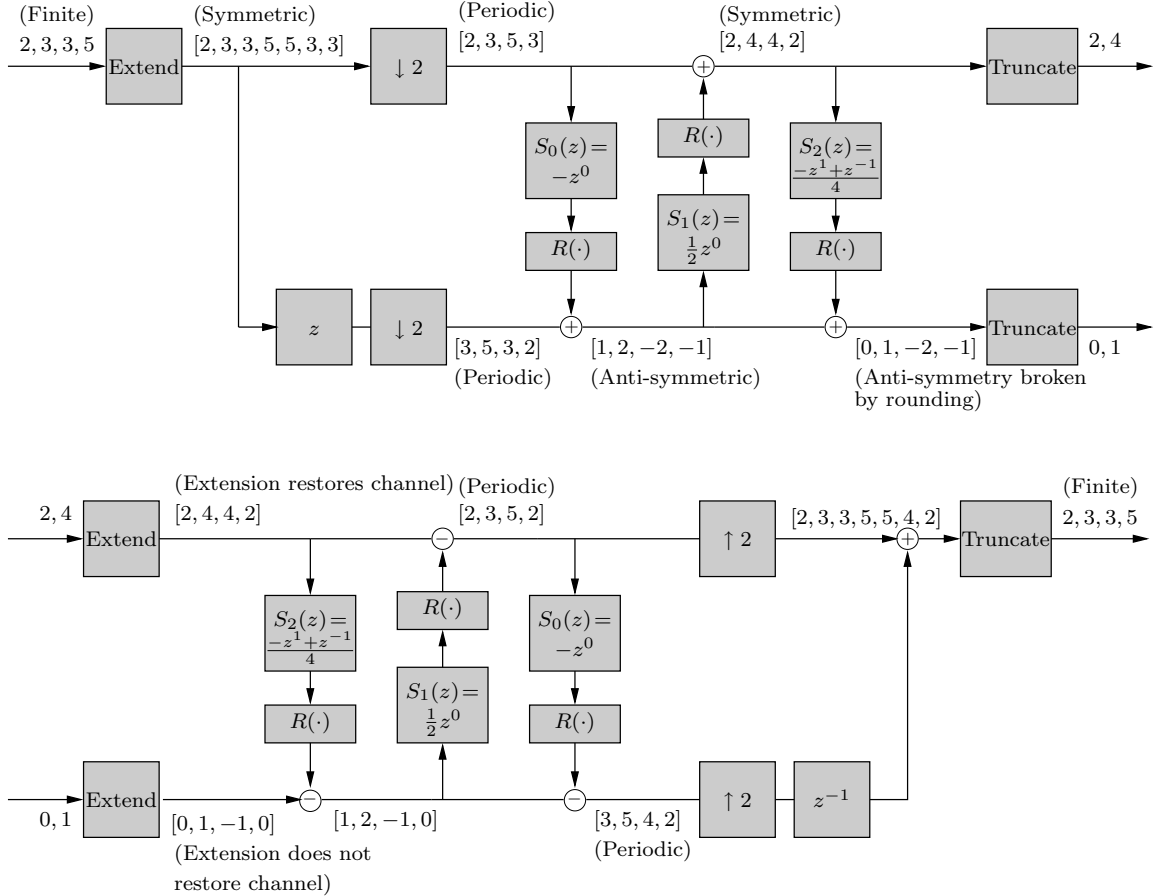 (Finite)
2, 3, 3, 5
Extend
(Symmetric)
[2, 3, 3, 5, 5, 3, 3]
↓ 2
(Periodic)
[2, 3, 5, 3]
(Symmetric)
[2, 4, 4, 2]
+
Truncate
2, 4
S₀(z) =
−z⁰
R(·)
R(·)
S₁(z) =
½z⁰
S₂(z) =
(−z¹+z⁻¹)/4
R(·)
z
↓ 2
[3, 5, 3, 2]
(Periodic)
+
[1, 2, −2, −1]
(Anti-symmetric)
+
[0, 1, −2, −1]
(Anti-symmetry broken
by rounding)
Truncate
0, 1
2, 4
Extend
(Extension restores channel)
[2, 4, 4, 2]
−
(Periodic)
[2, 3, 5, 2]
↑ 2
[2, 3, 3, 5, 5, 4, 2]
+
Truncate
(Finite)
2, 3, 3, 5
S₂(z) =
(−z¹+z⁻¹)/4
R(·)
R(·)
S₁(z) =
½z⁰
S₀(z) =
−z⁰
R(·)
0, 1
Extend
[0, 1, −1, 0]
(Extension does not
restore channel)
−
[1, 2, −1, 0]
−
[3, 5, 4, 2]
(Periodic)
↑ 2
z⁻¹